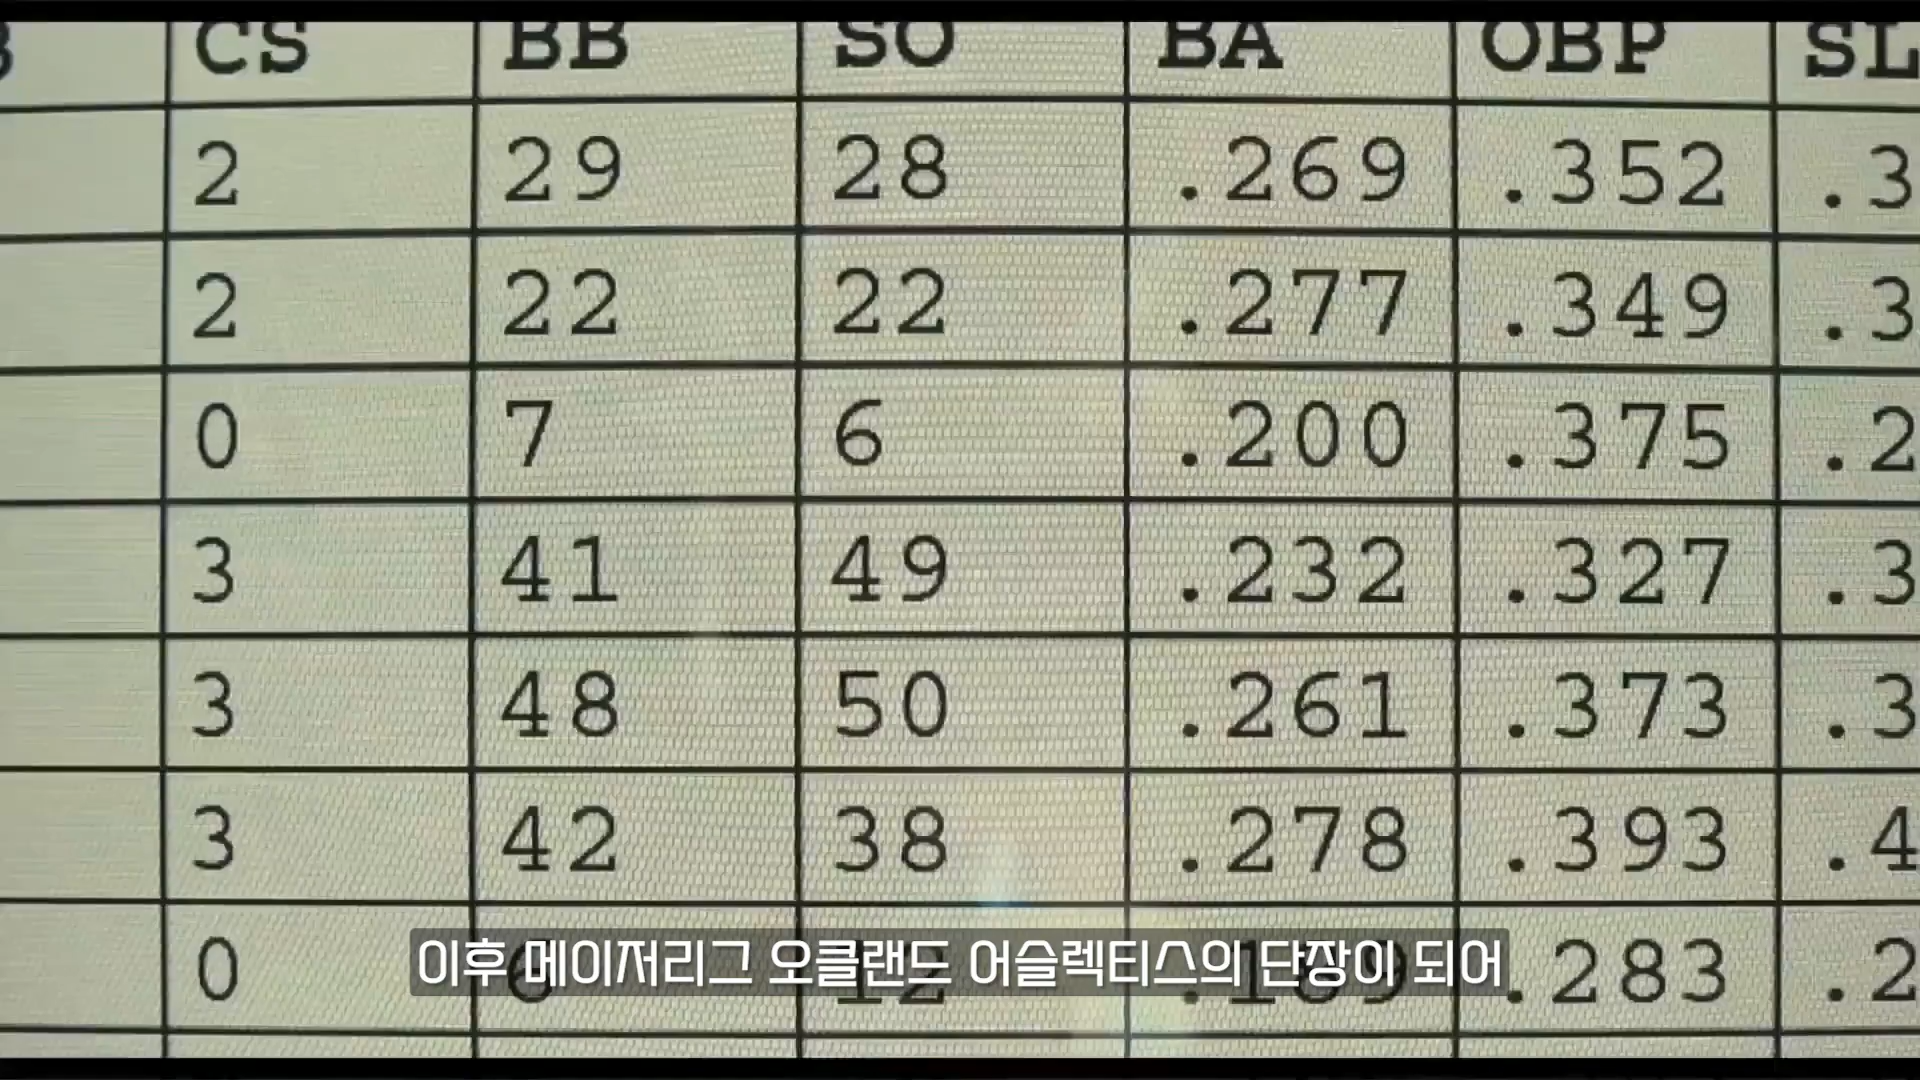 CS BB SO BA OBP
2 29 28 .269 .352 .3
2 22 22 .277 .349 .3
0 7 6 .200 .375 .2
3 41 49 .232 .327 .3
3 48 50 .261 .373 .3
3 42 38 .278 .393 .4
0 .283 .2
이후 메이저리그 오클랜드 어슬렉티스의 단장이 되어